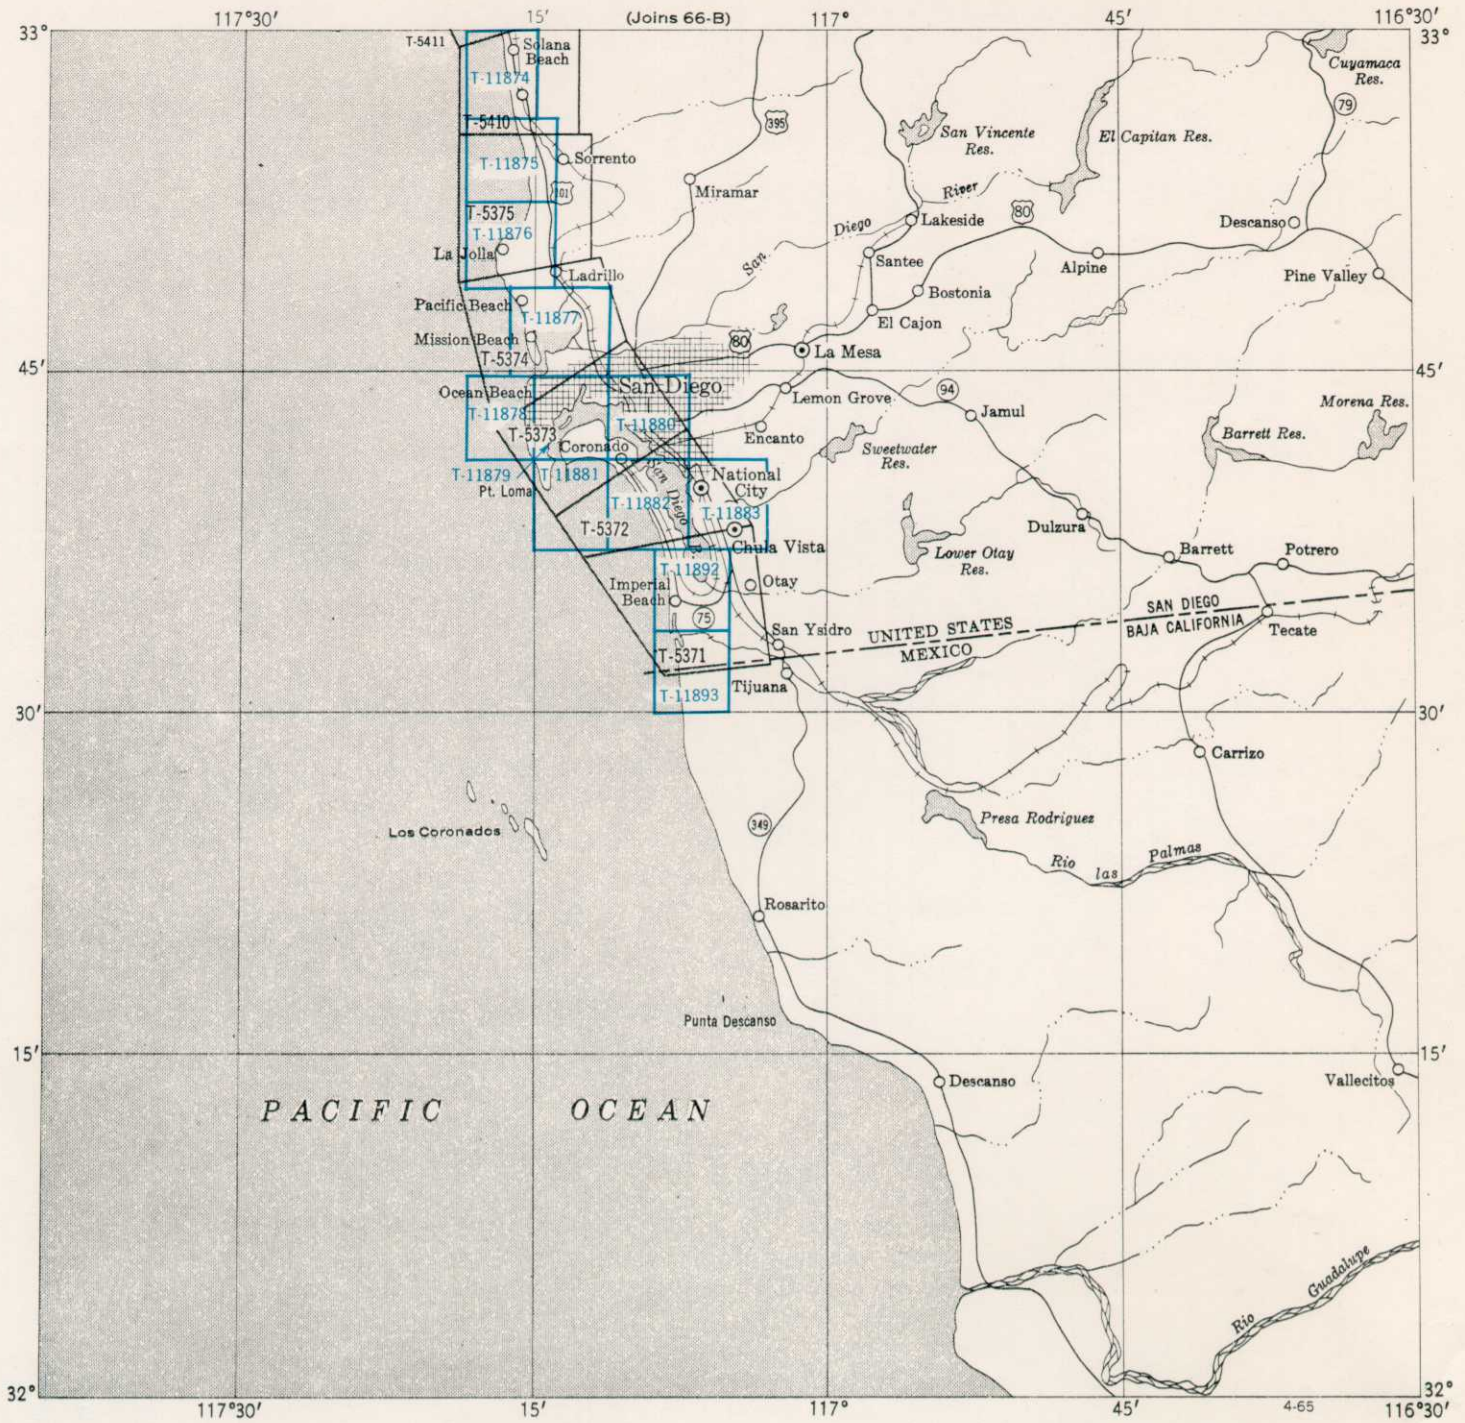 117°30′ 15′ (Joins 66-B) 117° 45′ 116°30′
33° 33°
T-5411
Solana
Beach
T-11874
T-5410
T-11875
Sorrento
101
T-5375
T-11876
La Jolla
Ladrillo
395
Miramar
San Vincente
Res.
El Capitan Res.
Cuyamaca
Res.
79
San Diego River
Lakeside
80
Descanso
Santee
Alpine
Pine Valley
Bostonia
El Cajon
Pacific Beach
T-11877
Mission Beach
T-5374
80
La Mesa
45′ 45′
Ocean Beach
San Diego
T-11878
T-5373
T-11880
Lemon Grove
94
Jamul
Morena Res.
Encanto
Barrett Res.
Coronado
Sweetwater
Res.
T-11879
T-11881
Pt. Loma
San Diego B.
T-11882
National
City
T-11883
T-5372
Chula Vista
Dulzura
Lower Otay
Res.
Barrett
Potrero
T-11892
Imperial
Beach
Otay
75
San Ysidro
UNITED STATES
MEXICO
SAN DIEGO
BAJA CALIFORNIA
Tecate
T-5371
T-11893
Tijuana
30′ 30′
Carrizo
Los Coronados
349
Presa Rodriguez
Rio las Palmas
Rosarito
Punta Descanso
15′ 15′
Descanso
Vallecitos
PACIFIC OCEAN
Rio Guadalupe
32° 32°
117°30′ 15′ 117° 45′ 4-65 116°30′